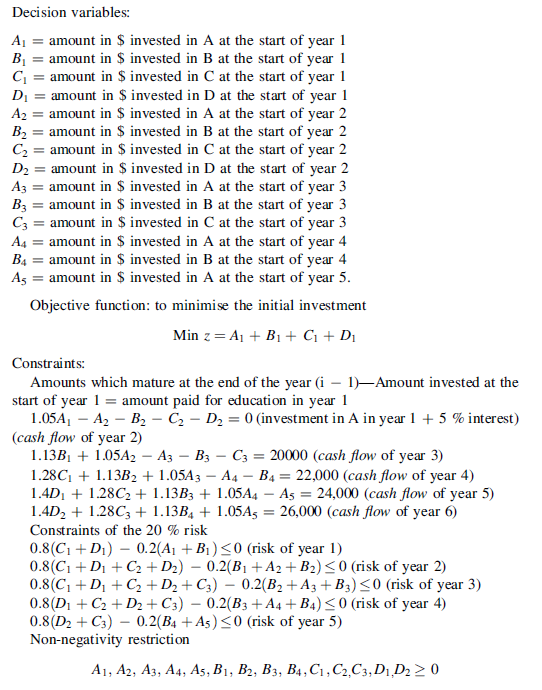 Decision variables:
A₁ = amount in $ invested in A at the start of year 1
B₁ = amount in $ invested in B at the start of year 1
C₁ = amount in $ invested in C at the start of year 1
D₁ = amount in $ invested in D at the start of year 1
A₂ = amount in $ invested in A at the start of year 2
B₂ = amount in $ invested in B at the start of year 2
C₂ = amount in $ invested in C at the start of year 2
D₂ = amount in $ invested in D at the start of year 2
A₃ = amount in $ invested in A at the start of year 3
B₃ = amount in $ invested in B at the start of year 3
C₃ = amount in $ invested in C at the start of year 3
A₄ = amount in $ invested in A at the start of year 4
B₄ = amount in $ invested in B at the start of year 4
A₅ = amount in $ invested in A at the start of year 5.
Objective function: to minimise the initial investment
Min z = A₁ + B₁ + C₁ + D₁
Constraints:
Amounts which mature at the end of the year (i − 1)—Amount invested at the
start of year 1 = amount paid for education in year 1
1.05A₁ − A₂ − B₂ − C₂ − D₂ = 0 (investment in A in year 1 + 5 % interest)
(cash flow of year 2)
1.13B₁ + 1.05A₂ − A₃ − B₃ − C₃ = 20000 (cash flow of year 3)
1.28C₁ + 1.13B₂ + 1.05A₃ − A₄ − B₄ = 22,000 (cash flow of year 4)
1.4D₁ + 1.28C₂ + 1.13B₃ + 1.05A₄ − A₅ = 24,000 (cash flow of year 5)
1.4D₂ + 1.28C₃ + 1.13B₄ + 1.05A₅ = 26,000 (cash flow of year 6)
Constraints of the 20 % risk
0.8(C₁ + D₁) − 0.2(A₁ + B₁) ≤ 0 (risk of year 1)
0.8(C₁ + D₁ + C₂ + D₂) − 0.2(B₁ + A₂ + B₂) ≤ 0 (risk of year 2)
0.8(C₁ + D₁ + C₂ + D₂ + C₃) − 0.2(B₂ + A₃ + B₃) ≤ 0 (risk of year 3)
0.8(D₁ + C₂ + D₂ + C₃) − 0.2(B₃ + A₄ + B₄) ≤ 0 (risk of year 4)
0.8(D₂ + C₃) − 0.2(B₄ + A₅) ≤ 0 (risk of year 5)
Non-negativity restriction
A₁, A₂, A₃, A₄, A₅, B₁, B₂, B₃, B₄, C₁, C₂, C₃, D₁, D₂ ≥ 0